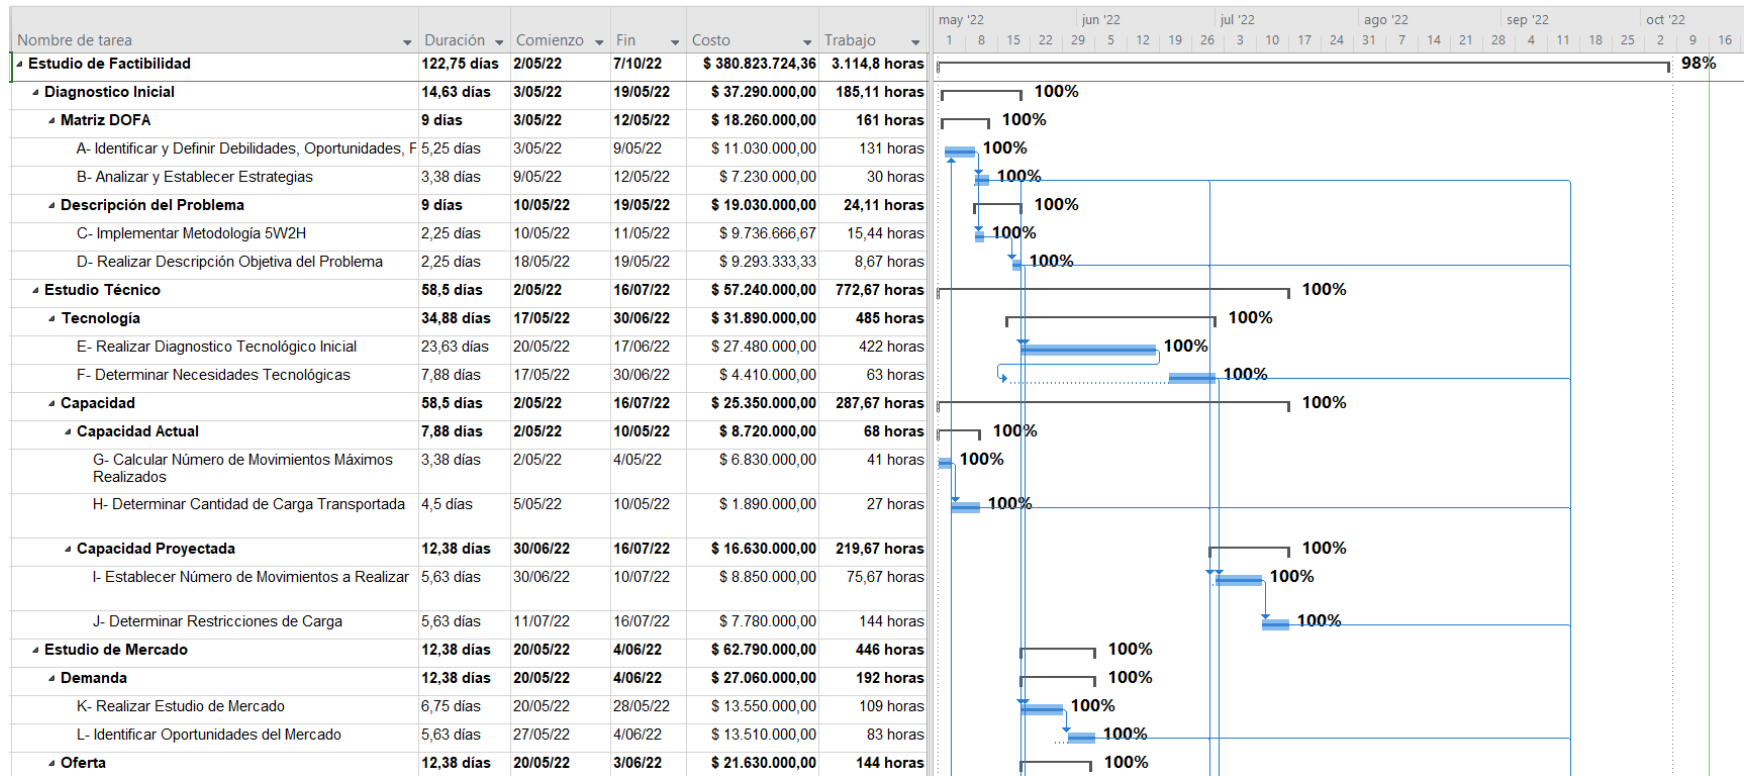 may '22 jun '22 jul '22 ago '22 sep '22 oct '22
Nombre de tarea Duración Comienzo Fin Costo Trabajo 1 8 15 22 29 5 12 19 26 3 10 17 24 31 7 14 21 28 4 11 18 25 2 9 16
Estudio de Factibilidad 122,75 días 2/05/22 7/10/22 $ 380.823.724,36 3.114,8 horas 98%
Diagnostico Inicial 14,63 días 3/05/22 19/05/22 $ 37.290.000,00 185,11 horas 100%
Matriz DOFA 9 días 3/05/22 12/05/22 $ 18.260.000,00 161 horas 100%
A- Identificar y Definir Debilidades, Oportunidades, F 5,25 días 3/05/22 9/05/22 $ 11.030.000,00 131 horas 100%
B- Analizar y Establecer Estrategias 3,38 días 9/05/22 12/05/22 $ 7.230.000,00 30 horas 100%
Descripción del Problema 9 días 10/05/22 19/05/22 $ 19.030.000,00 24,11 horas 100%
C- Implementar Metodología 5W2H 2,25 días 10/05/22 11/05/22 $ 9.736.666,67 15,44 horas 100%
D- Realizar Descripción Objetiva del Problema 2,25 días 18/05/22 19/05/22 $ 9.293.333,33 8,67 horas 100%
Estudio Técnico 58,5 días 2/05/22 16/07/22 $ 57.240.000,00 772,67 horas 100%
Tecnología 34,88 días 17/05/22 30/06/22 $ 31.890.000,00 485 horas 100%
E- Realizar Diagnostico Tecnológico Inicial 23,63 días 20/05/22 17/06/22 $ 27.480.000,00 422 horas 100%
F- Determinar Necesidades Tecnológicas 7,88 días 17/05/22 30/06/22 $ 4.410.000,00 63 horas 100%
Capacidad 58,5 días 2/05/22 16/07/22 $ 25.350.000,00 287,67 horas 100%
Capacidad Actual 7,88 días 2/05/22 10/05/22 $ 8.720.000,00 68 horas 100%
G- Calcular Número de Movimientos Máximos 3,38 días 2/05/22 4/05/22 $ 6.830.000,00 41 horas 100%
Realizados
H- Determinar Cantidad de Carga Transportada 4,5 días 5/05/22 10/05/22 $ 1.890.000,00 27 horas 100%
Capacidad Proyectada 12,38 días 30/06/22 16/07/22 $ 16.630.000,00 219,67 horas 100%
I- Establecer Número de Movimientos a Realizar 5,63 días 30/06/22 10/07/22 $ 8.850.000,00 75,67 horas 100%
J- Determinar Restricciones de Carga 5,63 días 11/07/22 16/07/22 $ 7.780.000,00 144 horas 100%
Estudio de Mercado 12,38 días 20/05/22 4/06/22 $ 62.790.000,00 446 horas 100%
Demanda 12,38 días 20/05/22 4/06/22 $ 27.060.000,00 192 horas 100%
K- Realizar Estudio de Mercado 6,75 días 20/05/22 28/05/22 $ 13.550.000,00 109 horas 100%
L- Identificar Oportunidades del Mercado 5,63 días 27/05/22 4/06/22 $ 13.510.000,00 83 horas 100%
Oferta 12,38 días 20/05/22 3/06/22 $ 21.630.000,00 144 horas 100%